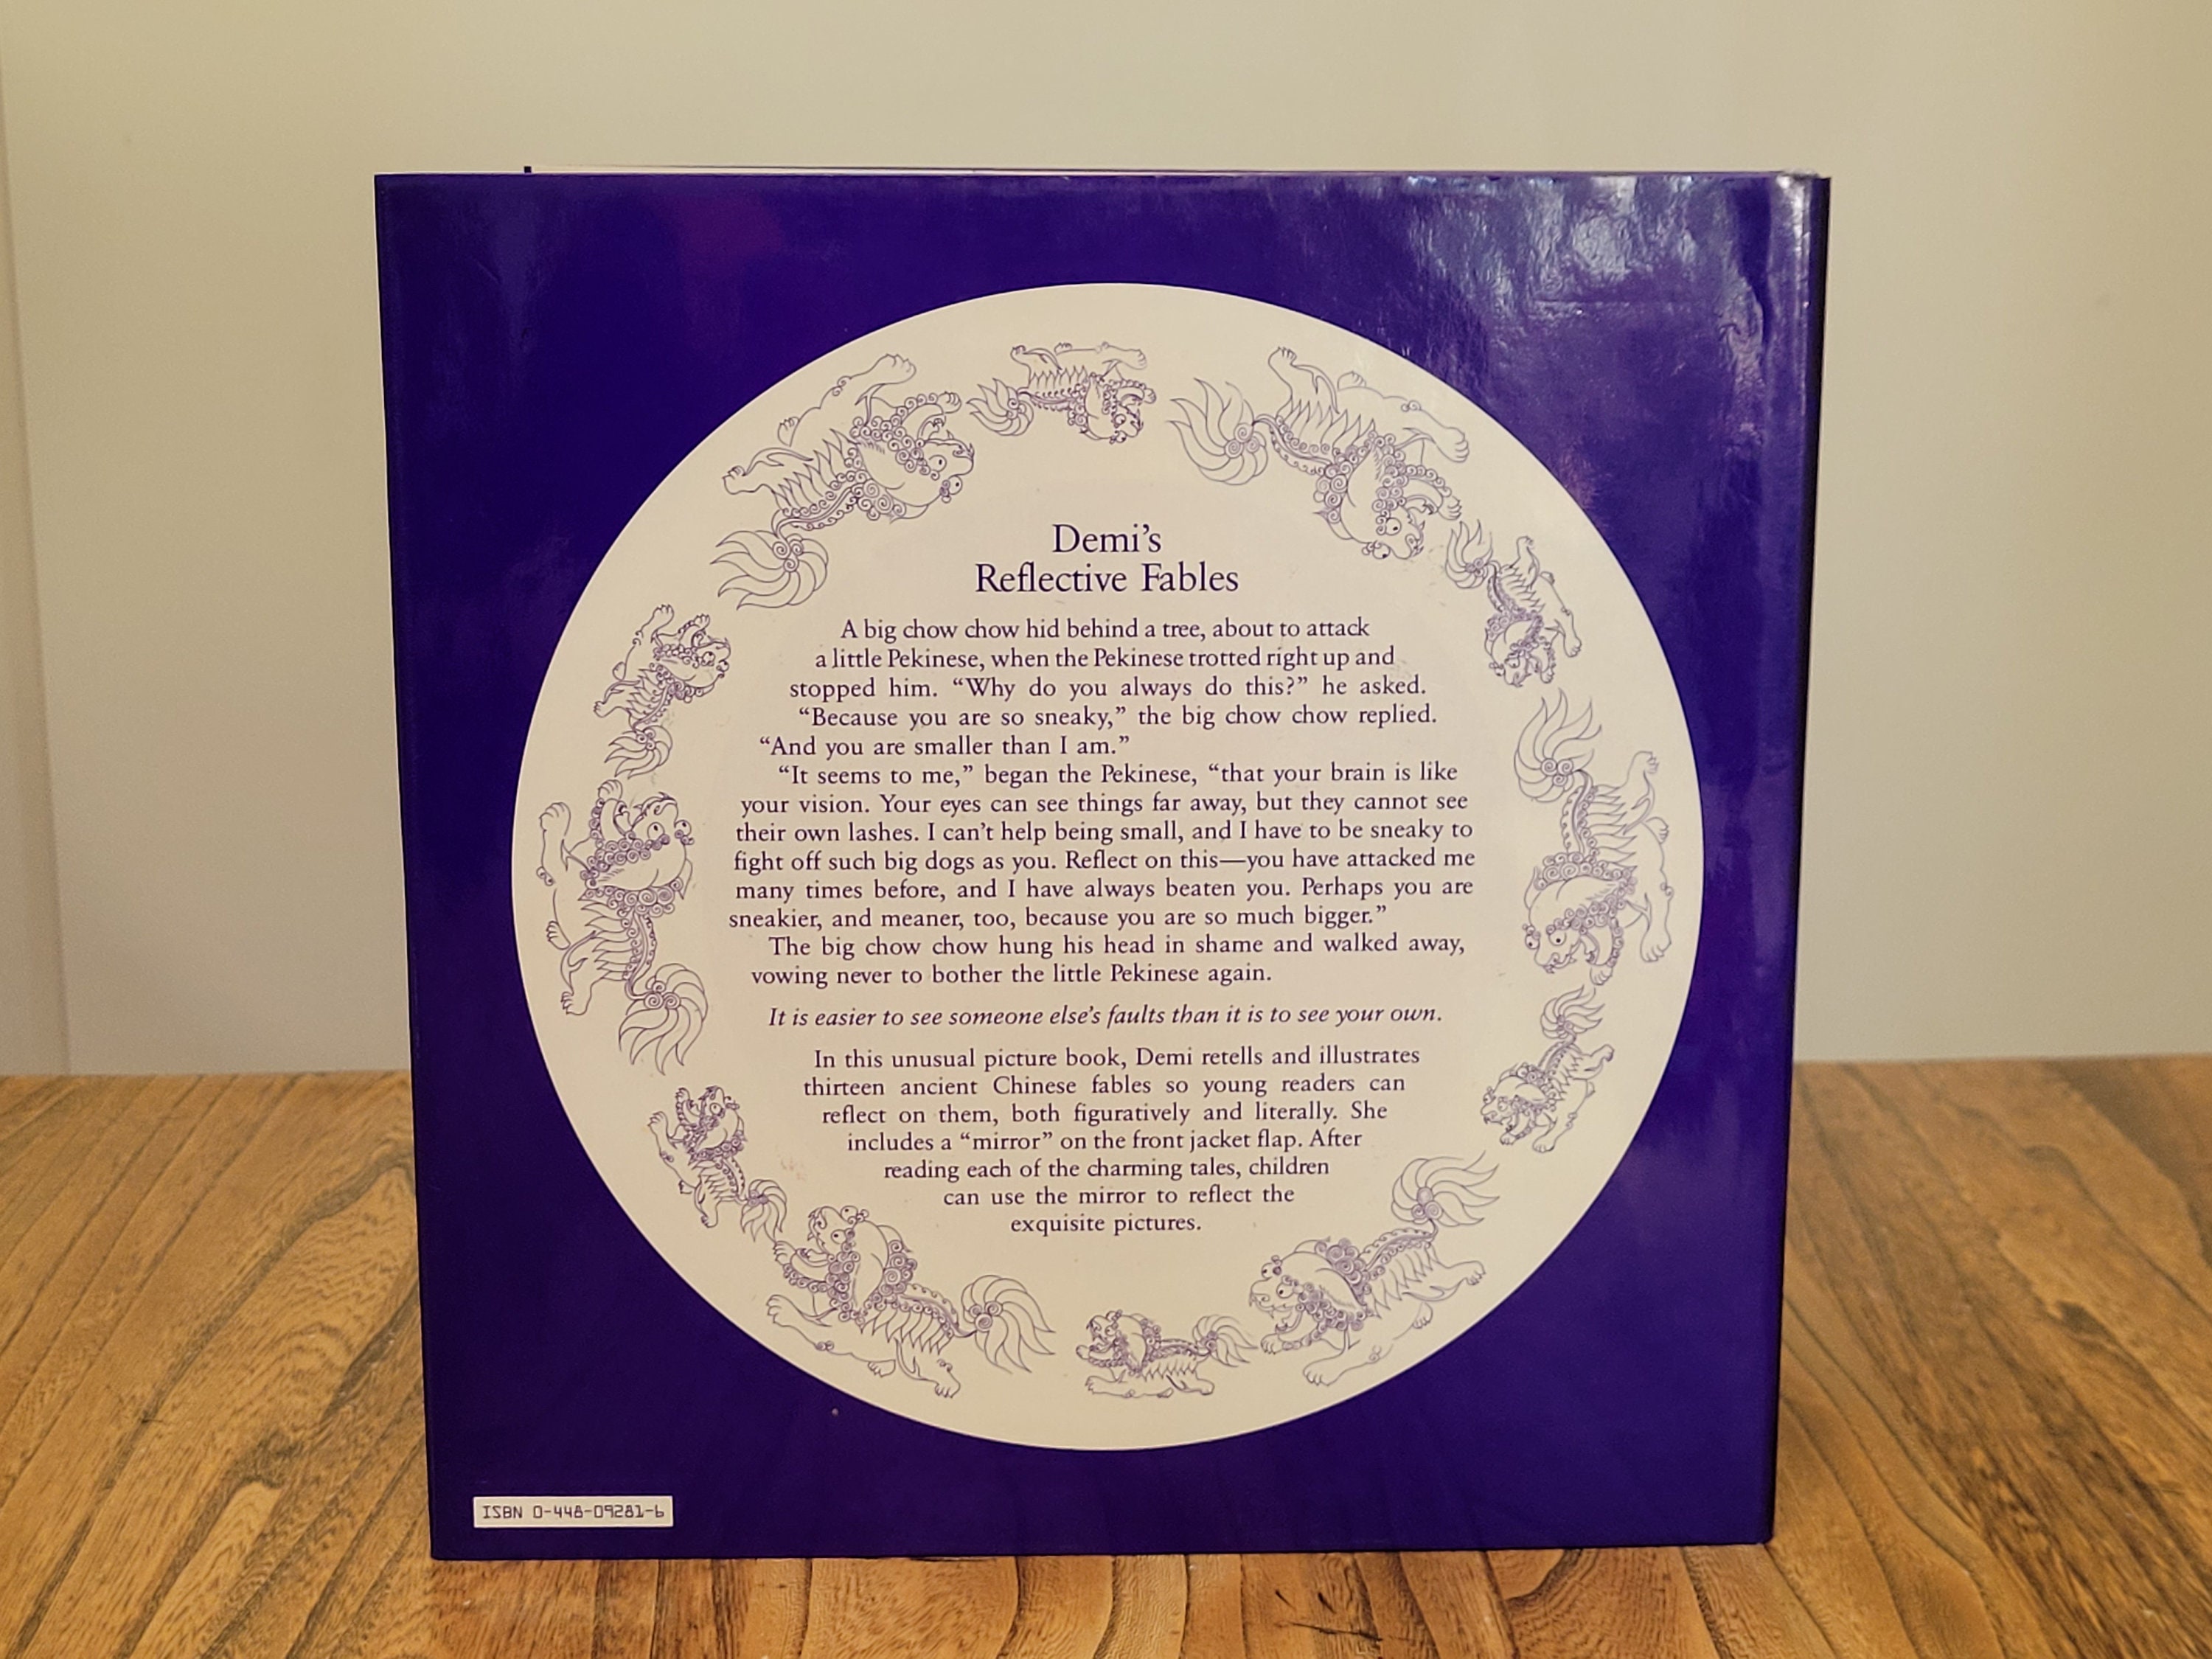 Demi's
Reflective Fables
A big chow chow hid behind a tree, about to attack
a little Pekinese, when the Pekinese trotted right up and
stopped him. “Why do you always do this?” he asked.
“Because you are so sneaky,” the big chow chow replied.
“And you are smaller than I am.”
“It seems to me,” began the Pekinese, “that your brain is like
your vision. Your eyes can see things far away, but they cannot see
their own lashes. I can’t help being small, and I have to be sneaky to
fight off such big dogs as you. Reflect on this—you have attacked me
many times before, and I have always beaten you. Perhaps you are
sneakier, and meaner, too, because you are so much bigger.”
The big chow chow hung his head in shame and walked away,
vowing never to bother the little Pekinese again.
It is easier to see someone else’s faults than it is to see your own.
In this unusual picture book, Demi retells and illustrates
thirteen ancient Chinese fables so young readers can
reflect on them, both figuratively and literally. She
includes a “mirror” on the front jacket flap. After
reading each of the charming tales, children
can use the mirror to reflect the
exquisite pictures.
ISBN 0-448-09281-6